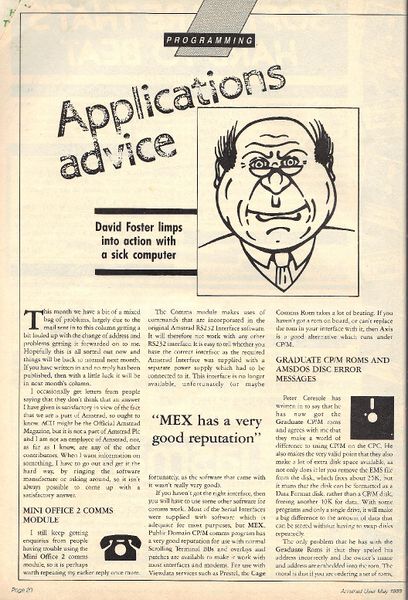 PROGRAMMING
Applications
advice
David Foster limps
into action with
a sick computer
This month we have a bit of a mixed
bag of problems, largely due to the
mail sent in to this column getting a
bit fouled up with the change of address and
problems getting it forwarded on to me.
Hopefully this is all sorted out now and
things will be back to normal next month.
If you have written in and no reply has been
published, then with a little luck it will be
in near month's column.
I occasionally get letters from people
saying that they don't think that an answer
I have given is satisfactory in view of the fact
that we are a part of Amstrad, so ought to
know. ACU might be the Official Amstrad
Magazine, but it is not a part of Amstrad Plc
and I am not an employee of Amstrad, nor,
as far as I know, are any of the other
contributors. When I want information on
something, I have to go out and get it the
hard way, by ringing the software
manufacture or asking around, so it isn't
always possible to come up with a
satisfactory answer.
MINI OFFICE 2 COMMS
MODULE
I still keep getting
enquiries from people
having trouble using the
Mini Office 2 comms
module, so it is perhaps
worth repeating my earlier reply once more.
The Comms module makes uses of
commands that are incorporated in the
original Amstrad RS232 Interface software.
It will therefore not work with any other
RS232 interface. It is easy to tell whether you
have the correct interface as the required
Amstrad Interface was supplied with a
separate power supply which had to be
connected to it. This interface is no longer
available, unfortunately (or maybe
"MEX has a very
good reputation"
fortunately, as the software that came with
it wasn't really very good).
If you haven't got the right interface, then
you will have to use some other software for
comms work. Most of the Serial Interfaces
were supplied with software which is
adequate for most purposes, but MEX,
Public Domain CP/M comms program has
a very good reputation for use with normal
Scrolling Terminal BBs and overlays and
patches are available to make it work with
most interfaces and modems. For use with
Viewdata services such as Prestel, the Cage
Comms Rom takes a lot of beating. If you
haven't got a rom on board, or can't replace
the rom in your interface with it, then Axis
is a good alternative which runs under
CP/M.
GRADUATE CP/M ROMS AND
AMSDOS DISC ERROR
MESSAGES
Peter has
written in to say that he
has now got the
Graduate CP/M roms
and agrees with me that
they make a world of
difference to using CP/M on the CPC. He
also makes the very valid point that they also
make a lot of extra disk space available, as
not only does it let you remove the EMS file
from the disk, which frees about 25K, but
it means that the disk can be formatted as a
Data Format disk, rather than a CP/M disk,
freeing another 10K for data. With some
programs and only a single drive, it will make
a big difference to the amount of data that
can be stored without having to swap disks
repeatedly.
The only problem that he has with the
Graduate Roms is that they speled his
address incorrectly and the owner's name
and address are embedded into the rom. The
moral is that if you are ordering a set of roms,
Page 20
Amstrad User May 1989